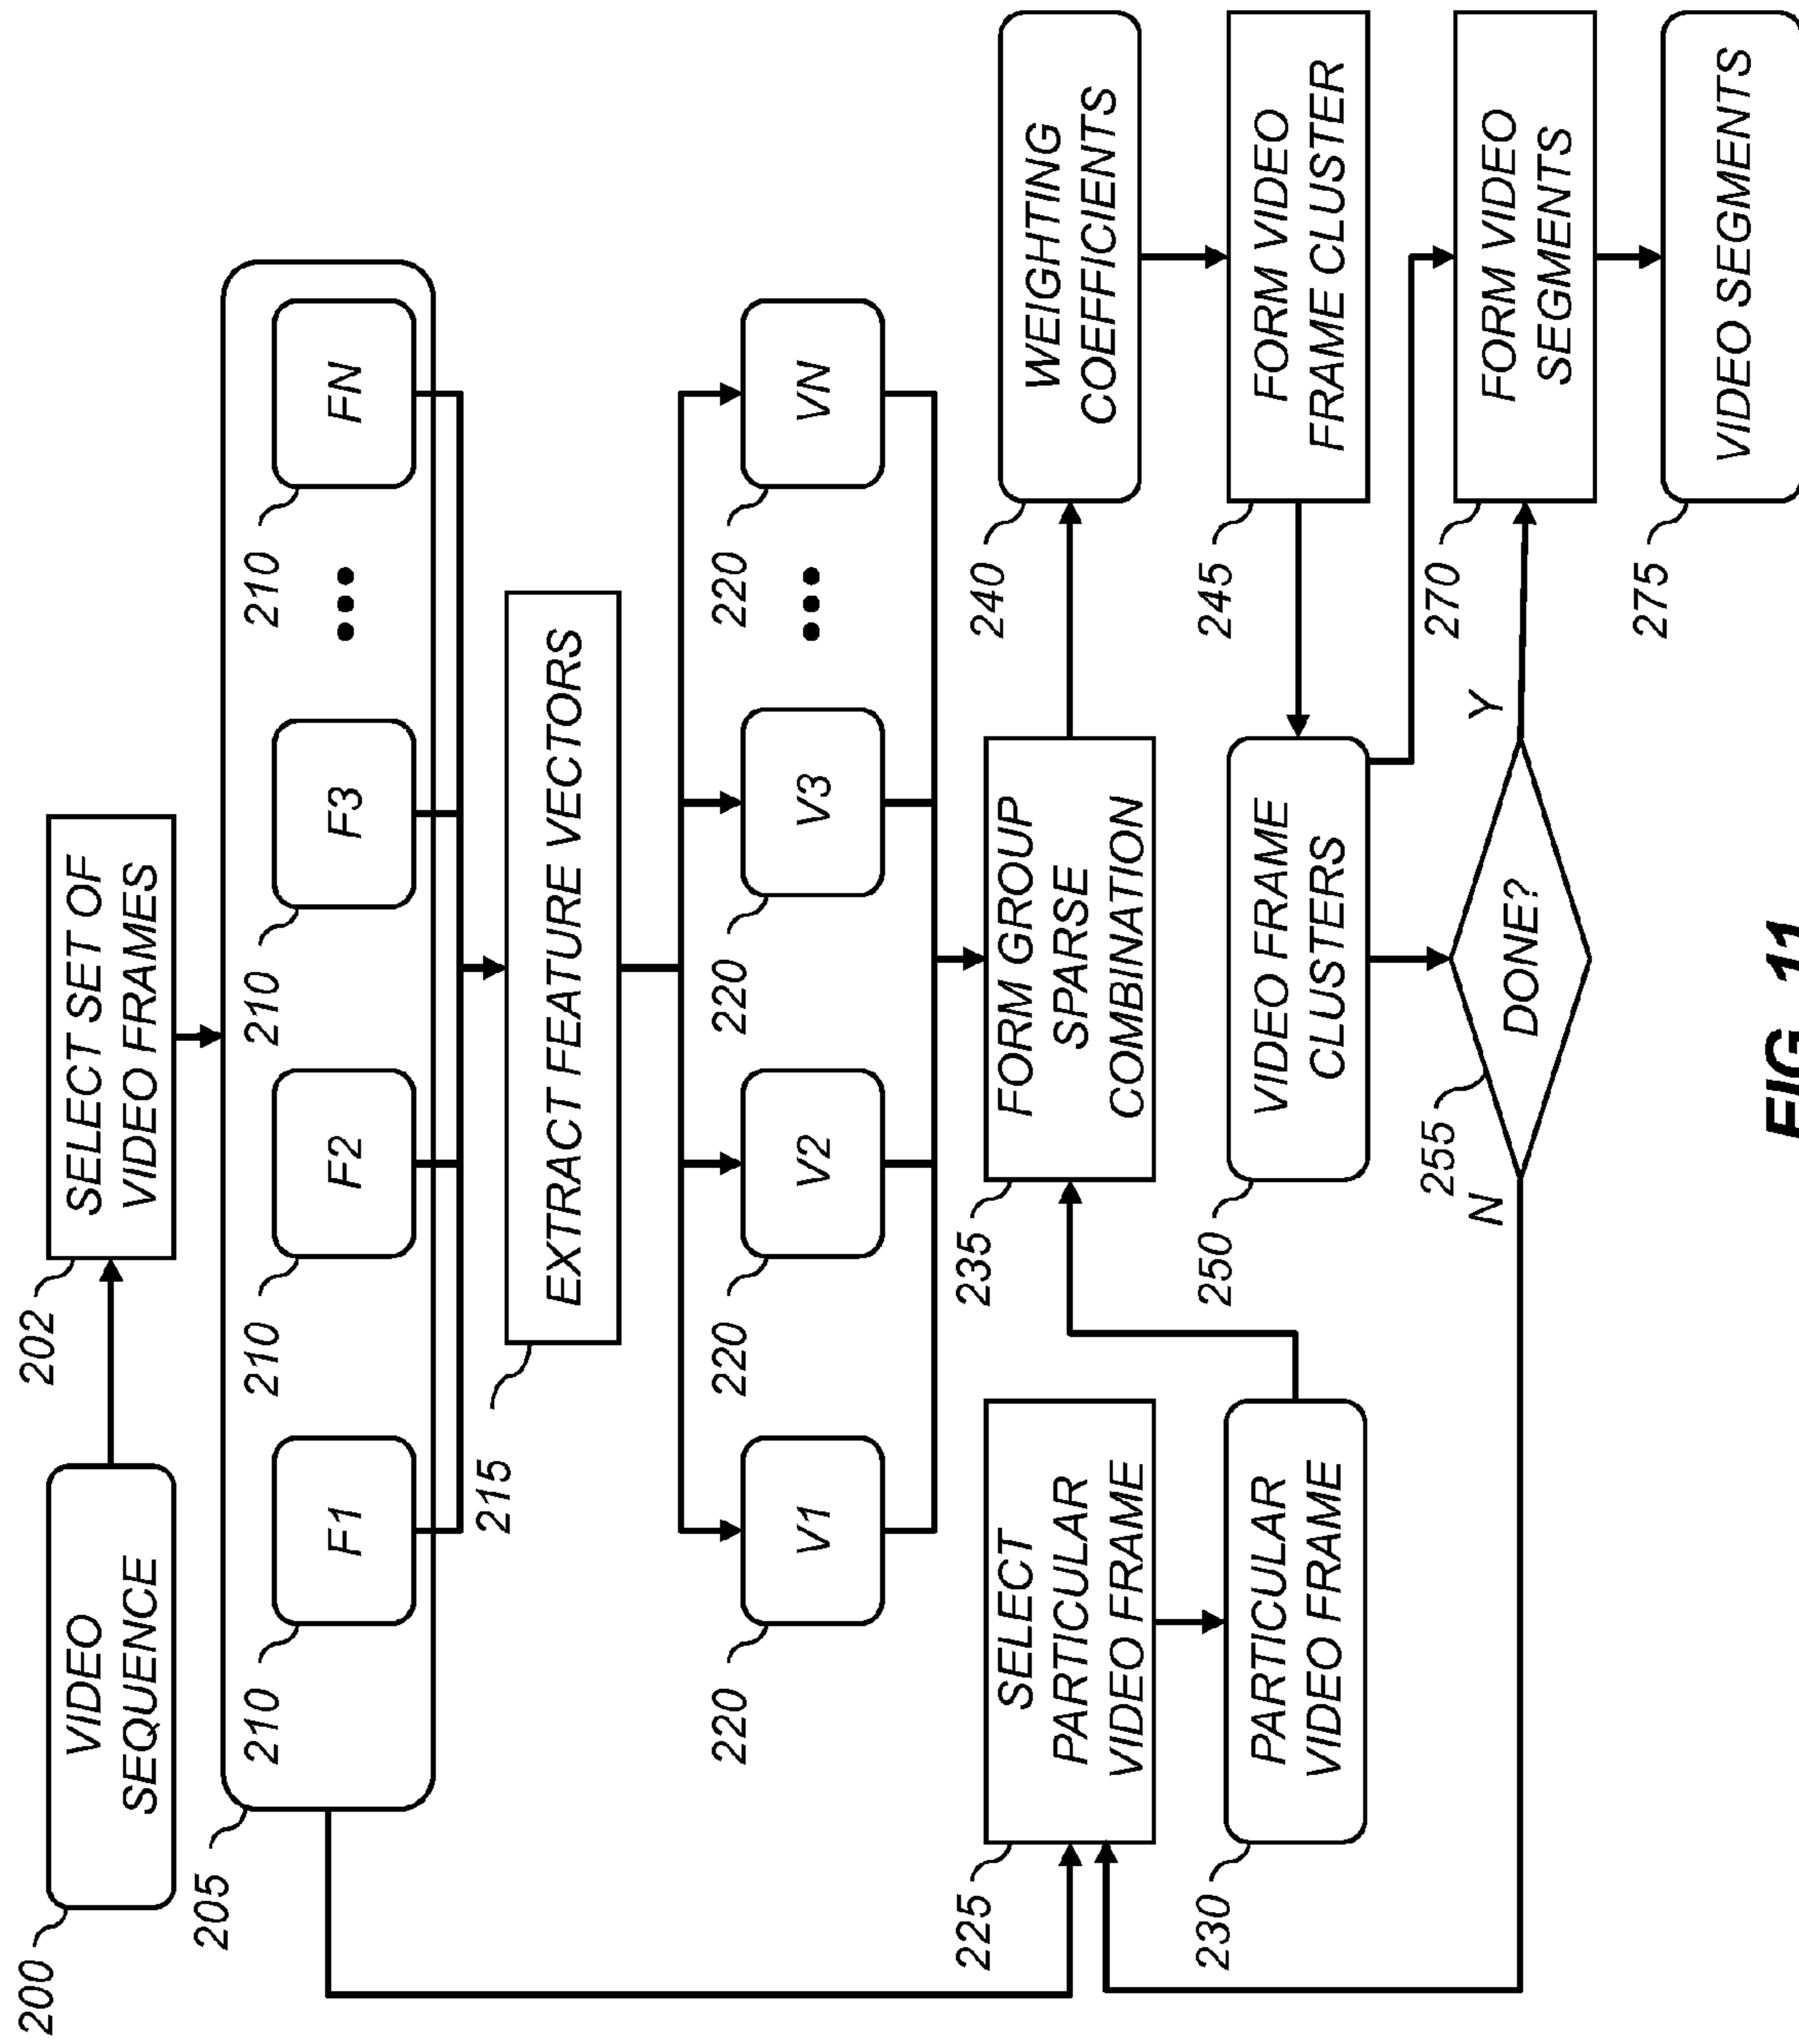 200
VIDEO
SEQUENCE
202
SELECT SET OF
VIDEO FRAMES
205
210
F1
210
F2
210
F3
•••
210
FN
215
EXTRACT FEATURE VECTORS
220
V1
220
V2
220
V3
•••
220
VN
225
SELECT
PARTICULAR
VIDEO FRAME
230
PARTICULAR
VIDEO FRAME
235
FORM GROUP
SPARSE
COMBINATION
240
WEIGHTING
COEFFICIENTS
245
FORM VIDEO
FRAME CLUSTER
250
VIDEO FRAME
CLUSTERS
255
N
DONE?
Y
270
FORM VIDEO
SEGMENTS
275
VIDEO SEGMENTS
FIG. 11